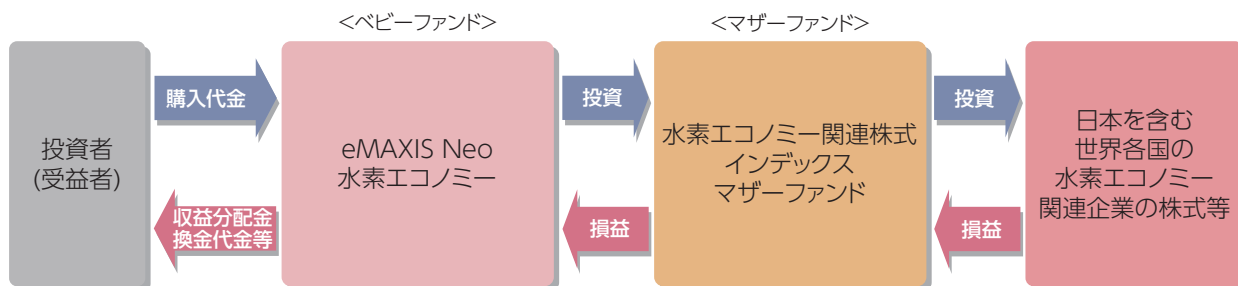 <ベビーファンド>
<マザーファンド>
投資者
(受益者)
購入代金
収益分配金
換金代金等
eMAXIS Neo
水素エコノミー
投資
損益
水素エコノミー関連株式
インデックス
マザーファンド
投資
損益
日本を含む
世界各国の
水素エコノミー
関連企業の株式等